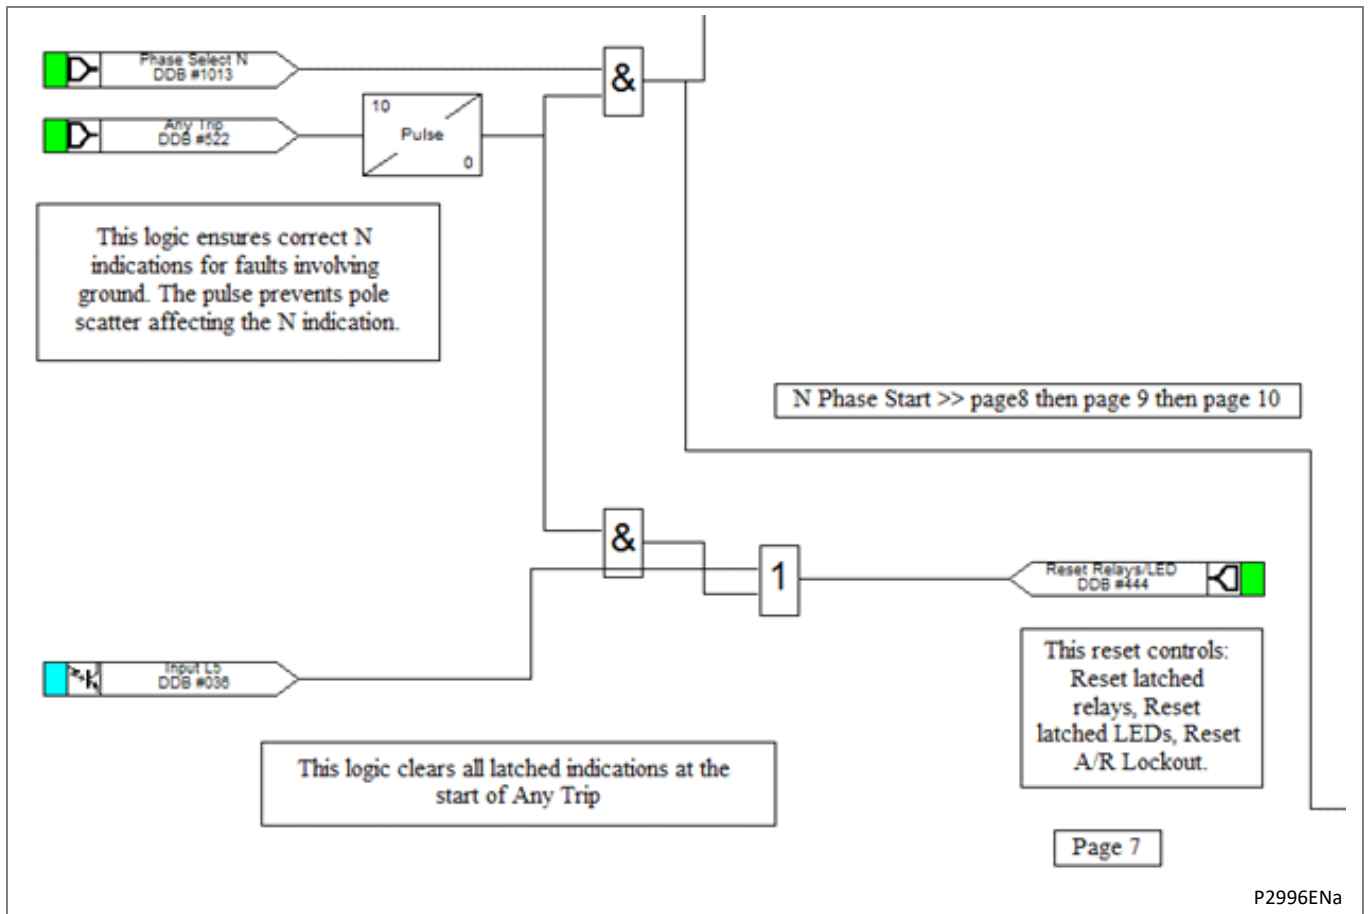 Phase Select N
DDB #1013
&
Any Trip
DDB #522
10
Pulse
0
This logic ensures correct N
indications for faults involving
ground. The pulse prevents pole
scatter affecting the N indication.
N Phase Start >> page8 then page 9 then page 10
&
1
Reset Relays/LED
DDB #444
Input L5
DDB #036
This reset controls:
Reset latched
relays, Reset
latched LEDs, Reset
A/R Lockout.
This logic clears all latched indications at the
start of Any Trip
Page 7
P2996ENa